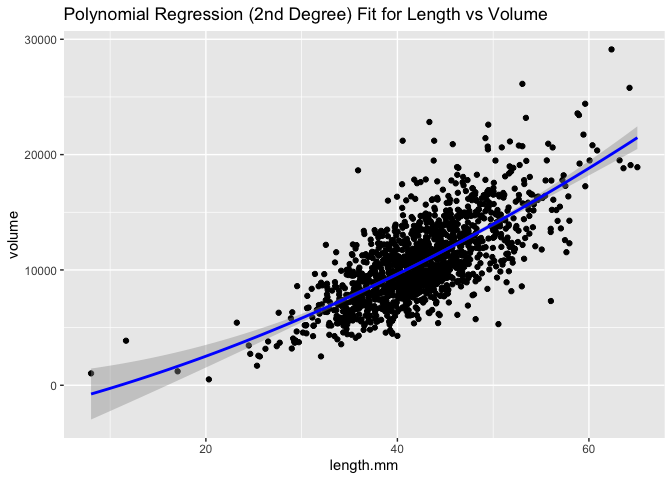 Polynomial Regression (2nd Degree) Fit for Length vs Volume
30000
20000
10000
0
volume
20
40
60
length.mm